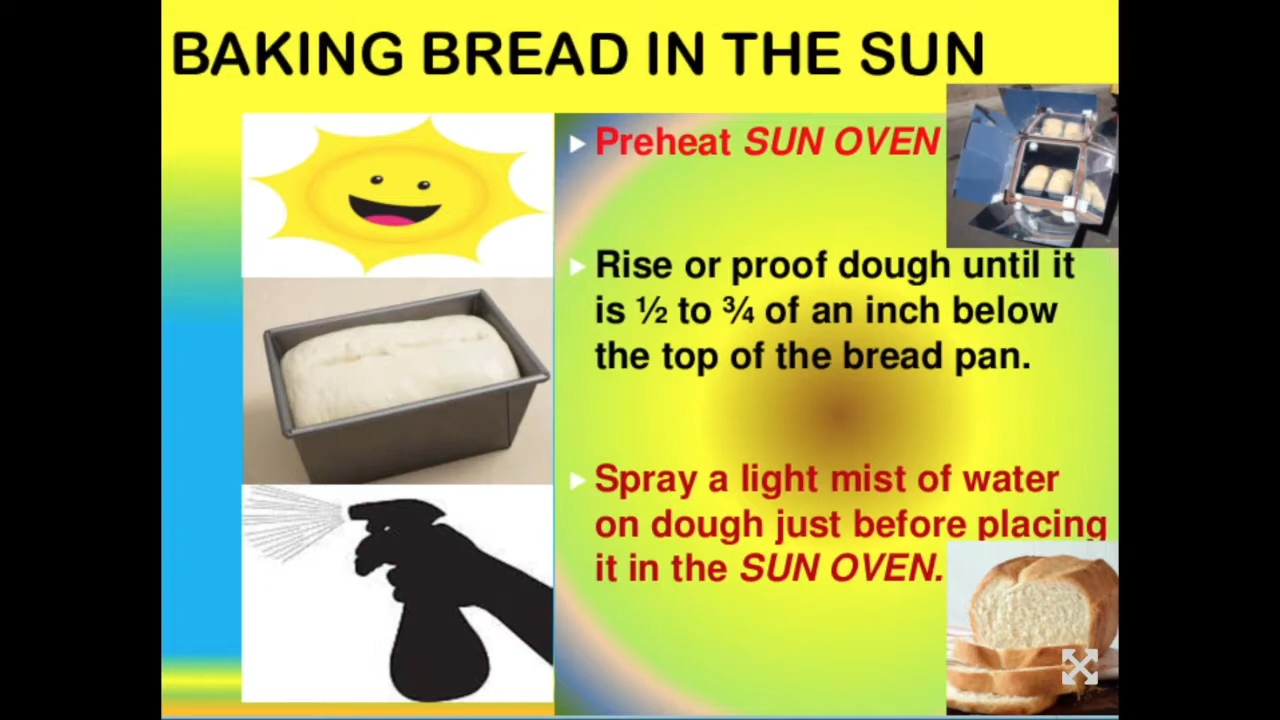 BAKING BREAD IN THE SUN
Preheat SUN OVEN
Rise or proof dough until it
is ½ to ¾ of an inch below
the top of the bread pan.
Spray a light mist of water
on dough just before placing
it in the SUN OVEN.